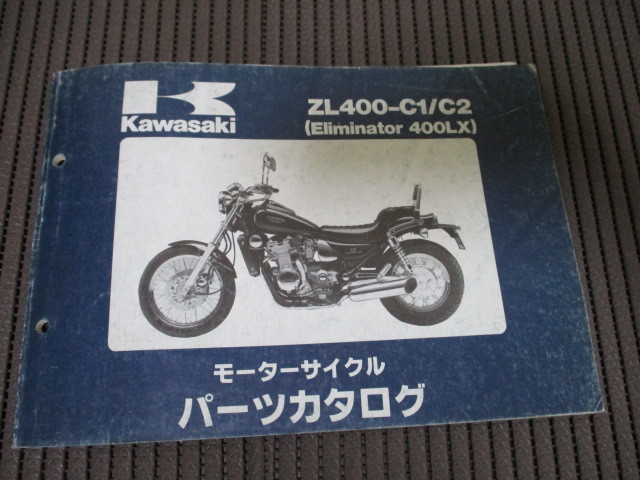 Kawasaki
ZL400-C1/C2
(Eliminator 400LX)
モーターサイクル
パーツカタログ